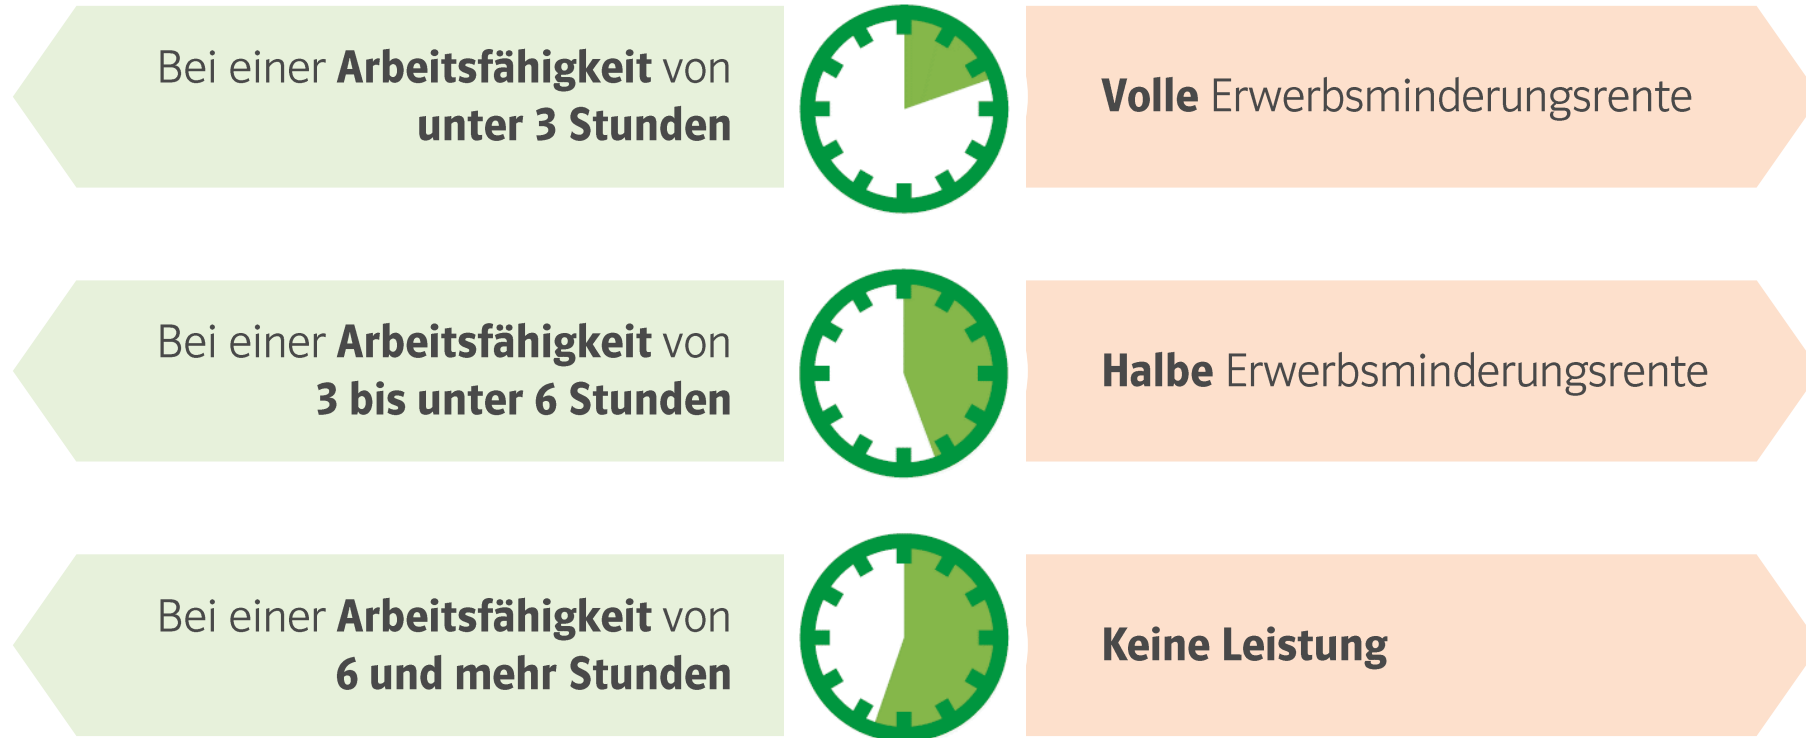 Bei einer Arbeitsfähigkeit von
unter 3 Stunden
Volle Erwerbsminderungsrente
Bei einer Arbeitsfähigkeit von
3 bis unter 6 Stunden
Halbe Erwerbsminderungsrente
Bei einer Arbeitsfähigkeit von
6 und mehr Stunden
Keine Leistung